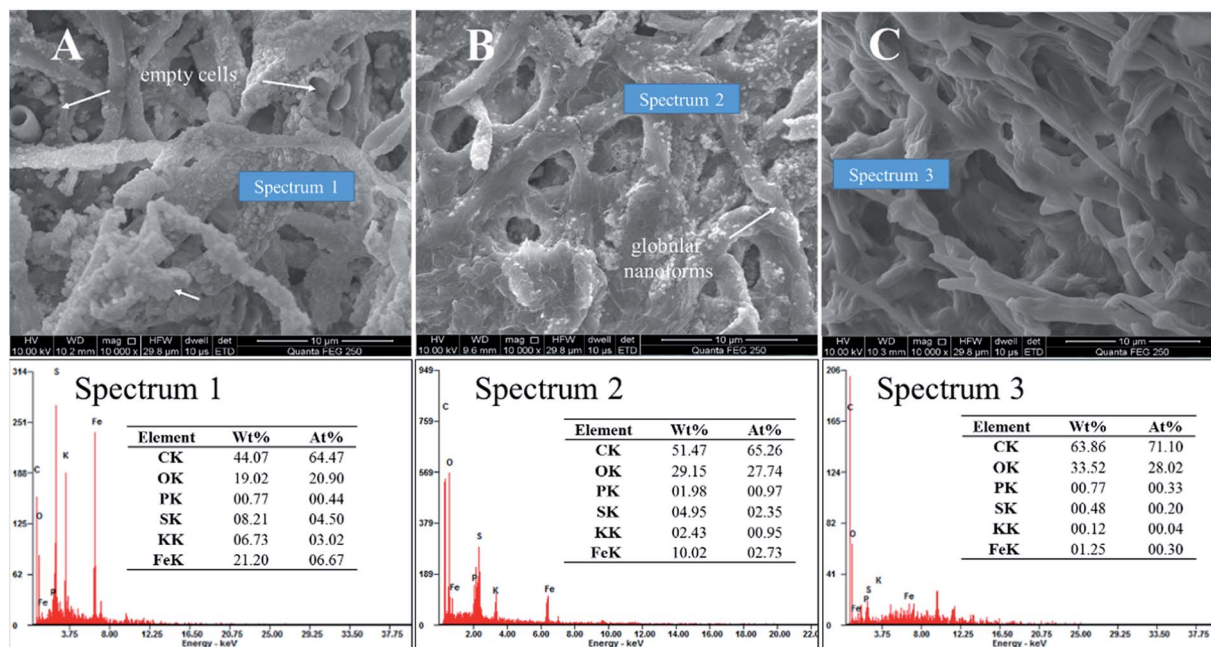 A
empty cells
Spectrum 1
HV WD mag □ HFW dwell det 10 µm
10.00 kV 10.2 mm 10 000 x 29.8 µm 10 µs ETD Quanta FEG 250
B
Spectrum 2
globular
nanoforms
HV WD mag □ HFW dwell det 10 µm
10.00 kV 9.6 mm 10 000 x 29.8 µm 10 µs ETD Quanta FEG 250
C
Spectrum 3
HV WD mag □ HFW dwell det 10 µm
10.00 kV 10.3 mm 10 000 x 29.8 µm 10 µs ETD Quanta FEG 250
Spectrum 1
Element Wt% At%
CK 44.07 64.47
OK 19.02 20.90
PK 00.77 00.44
SK 08.21 04.50
KK 06.73 03.02
FeK 21.20 06.67
314
251
188
125
62
C
O
Fe
P
S
K
Fe
3.75 8.00 12.25 16.50 20.75 25.00 29.25 33.50 37.75
Energy - keV
Spectrum 2
Element Wt% At%
CK 51.47 65.26
OK 29.15 27.74
PK 01.98 00.97
SK 04.95 02.35
KK 02.43 00.95
FeK 10.02 02.73
949
759
569
379
189
C
O
Fe
P
S
K
Fe
2.00 4.00 6.00 8.00 10.00 12.00 14.00 16.00 18.00 20.00 22.0
Energy - keV
Spectrum 3
Element Wt% At%
CK 63.86 71.10
OK 33.52 28.02
PK 00.77 00.33
SK 00.48 00.20
KK 00.12 00.04
FeK 01.25 00.30
206
165
124
82
41
C
O
Fe
P
S
K
Fe
3.75 8.00 12.25 16.50 20.75 25.00 29.25 33.50 37.75
Energy - keV